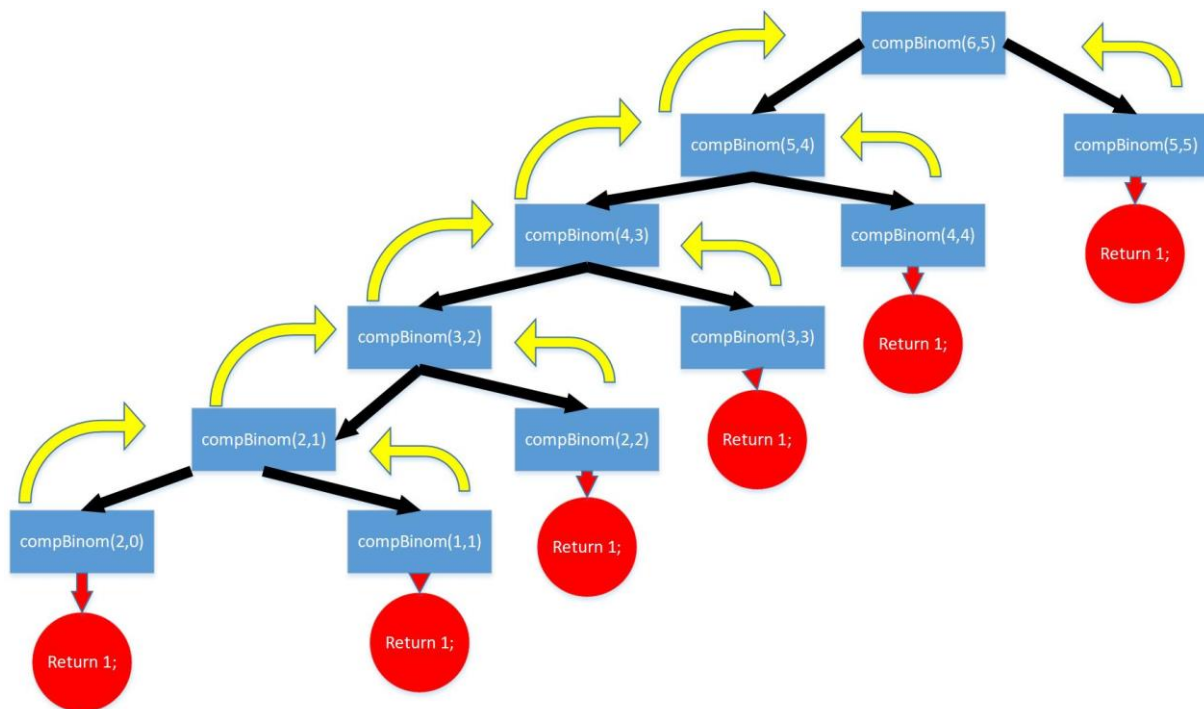 compBinom(6,5)
compBinom(5,4)
compBinom(5,5)
compBinom(4,3)
compBinom(4,4)
Return 1;
compBinom(3,2)
compBinom(3,3)
Return 1;
compBinom(2,1)
compBinom(2,2)
Return 1;
compBinom(2,0)
compBinom(1,1)
Return 1;
Return 1;
Return 1;